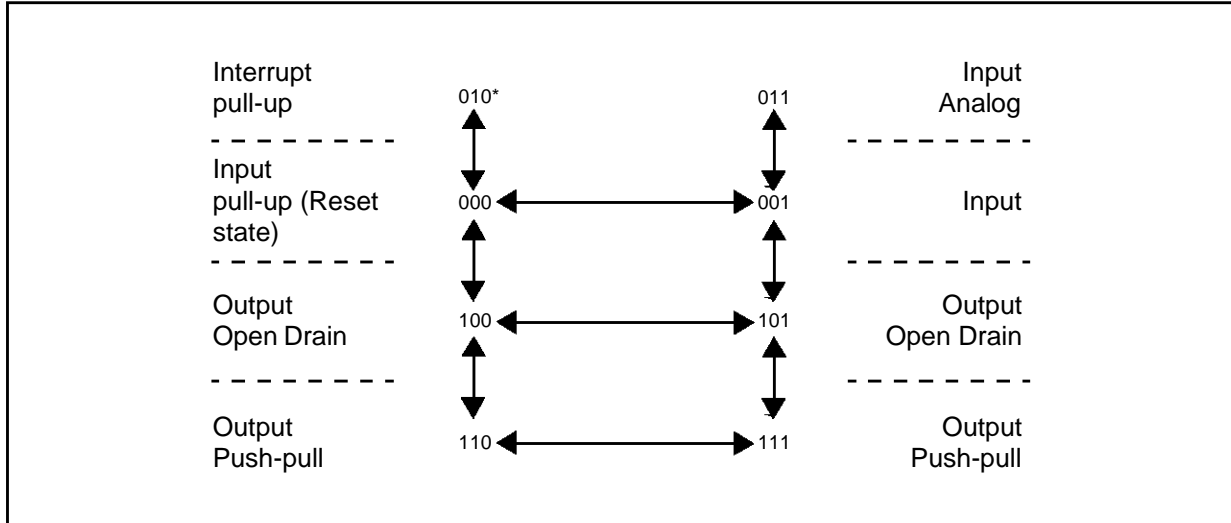 Interrupt
pull-up
010*
011
Input
Analog
Input
pull-up (Reset
state)
000
001
Input
Output
Open Drain
100
101
Output
Open Drain
Output
Push-pull
110
111
Output
Push-pull